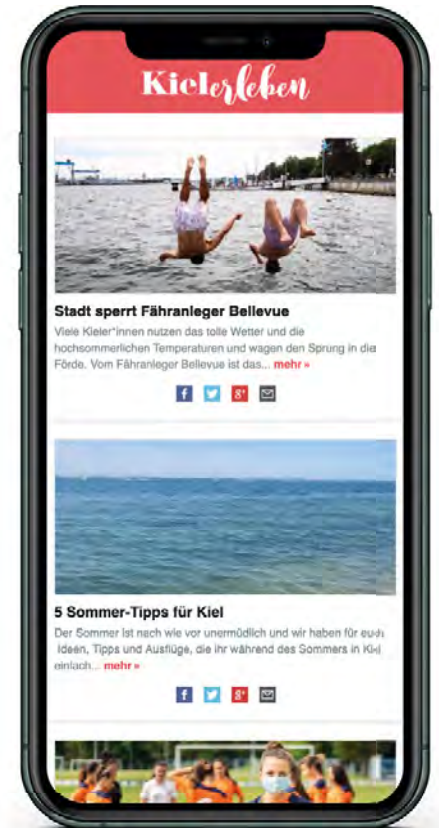 Kielerleben
Stadt sperrt Fähranleger Bellevue
Viele Kieler*innen nutzen das tolle Wetter und die
hochsommerlichen Temperaturen und wagen den Sprung in die
Förde. Vom Fähranleger Bellevue ist das... mehr »
f g+
5 Sommer-Tipps für Kiel
Der Sommer ist nach wie vor unermüdlich und wir haben für euch
Ideen, Tipps und Ausflüge, die ihr während des Sommers in Kiel
einfach... mehr »
f g+